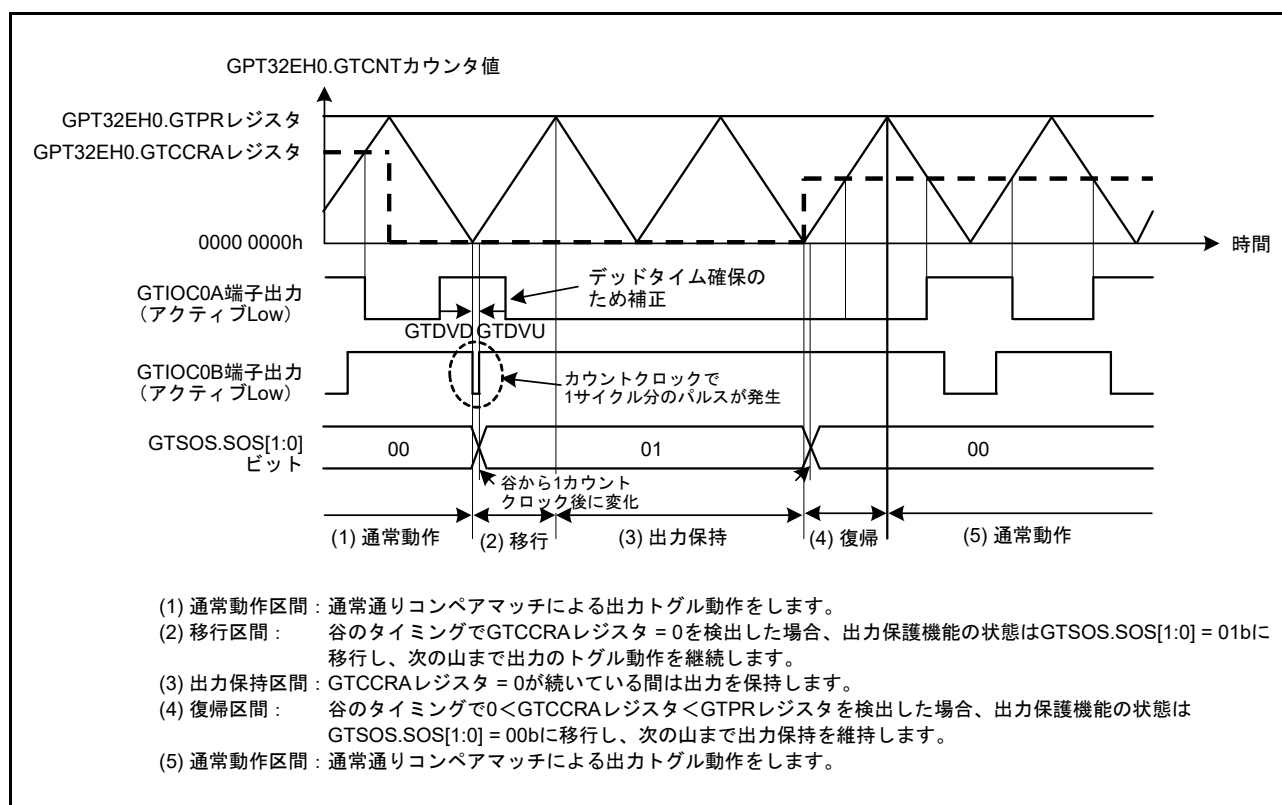 GPT32EH0.GTCNTカウンタ値
GPT32EH0.GTPRレジスタ
GPT32EH0.GTCCRAレジスタ
0000 0000h
時間
GTIOC0A端子出力
（アクティブLow）
デッドタイム確保の
ため補正
GTDVD GTDVU
GTIOC0B端子出力
（アクティブLow）
カウントクロックで
1サイクル分のパルスが発生
GTSOS.SOS[1:0]
ビット
00 01 00
谷から1カウント
クロック後に変化
(1) 通常動作 (2) 移行 (3) 出力保持 (4) 復帰 (5) 通常動作
(1) 通常動作区間：通常通りコンペアマッチによる出力トグル動作をします。
(2) 移行区間： 谷のタイミングでGTCCRAレジスタ = 0を検出した場合、出力保護機能の状態はGTSOS.SOS[1:0] = 01bに
移行し、次の山まで出力のトグル動作を継続します。
(3) 出力保持区間：GTCCRAレジスタ = 0が続いている間は出力を保持します。
(4) 復帰区間： 谷のタイミングで0＜GTCCRAレジスタ＜GTPRレジスタを検出した場合、出力保護機能の状態は
GTSOS.SOS[1:0] = 00bに移行し、次の山まで出力保持を維持します。
(5) 通常動作区間：通常通りコンペアマッチによる出力トグル動作をします。